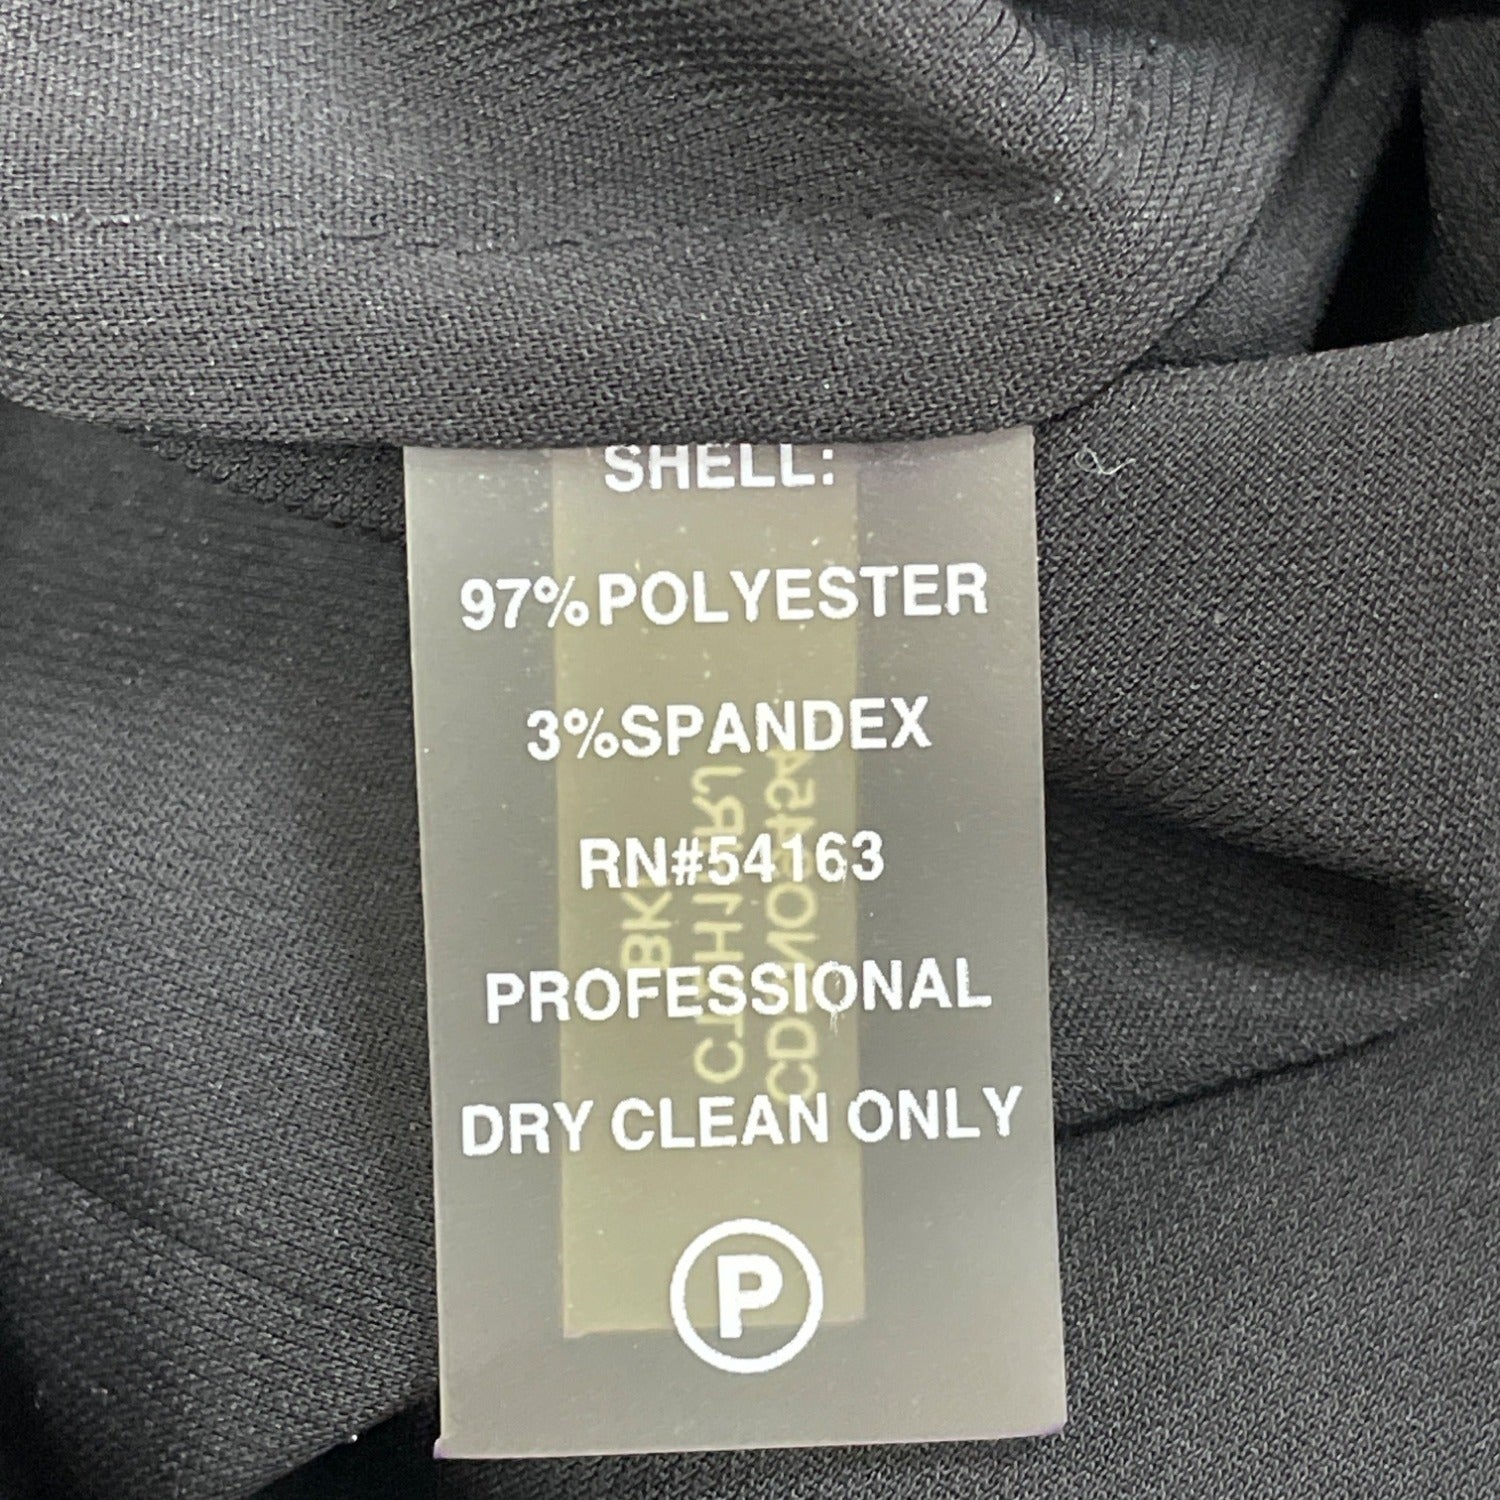 SHELL:
97%POLYESTER
3%SPANDEX
RN#54163
PROFESSIONAL
DRY CLEAN ONLY
P